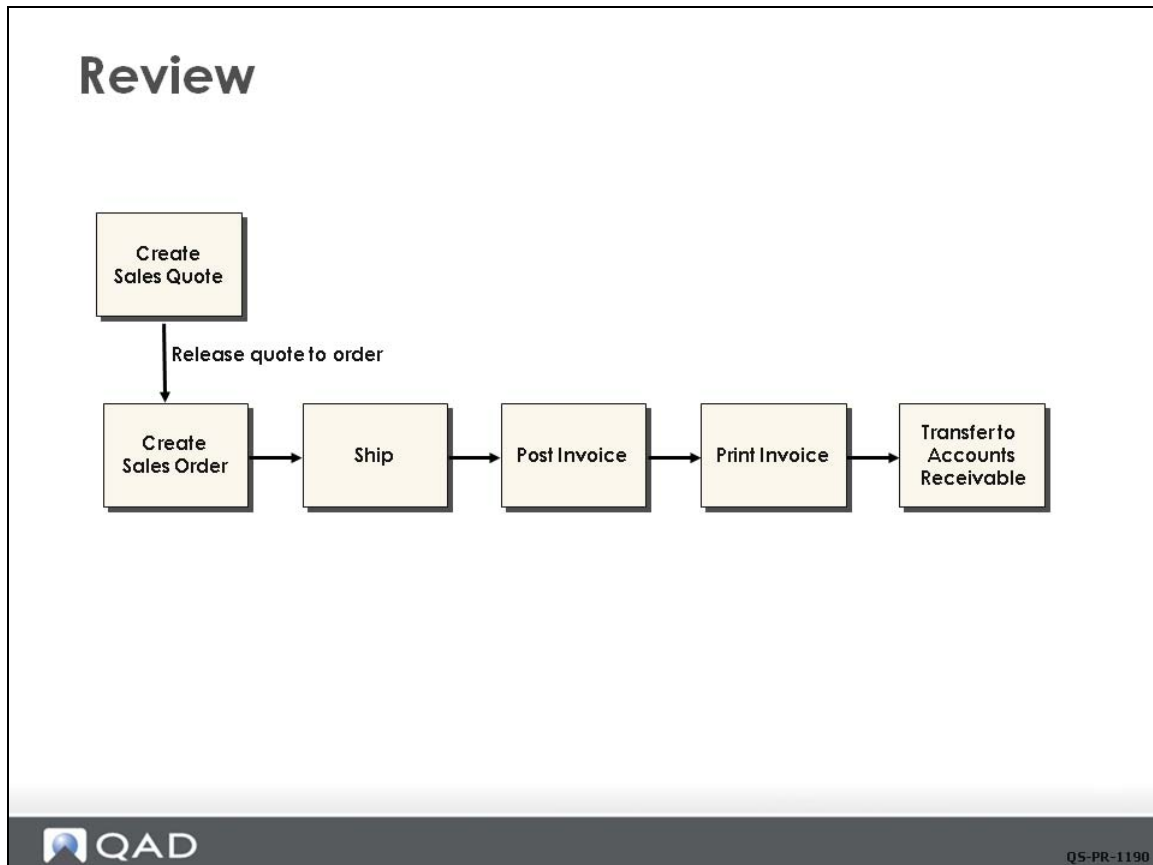 Review
Create
Sales Quote
Release quote to order
Create
Sales Order
Ship
Post Invoice
Print Invoice
Transfer to
Accounts
Receivable
QAD
QS-PR-1190